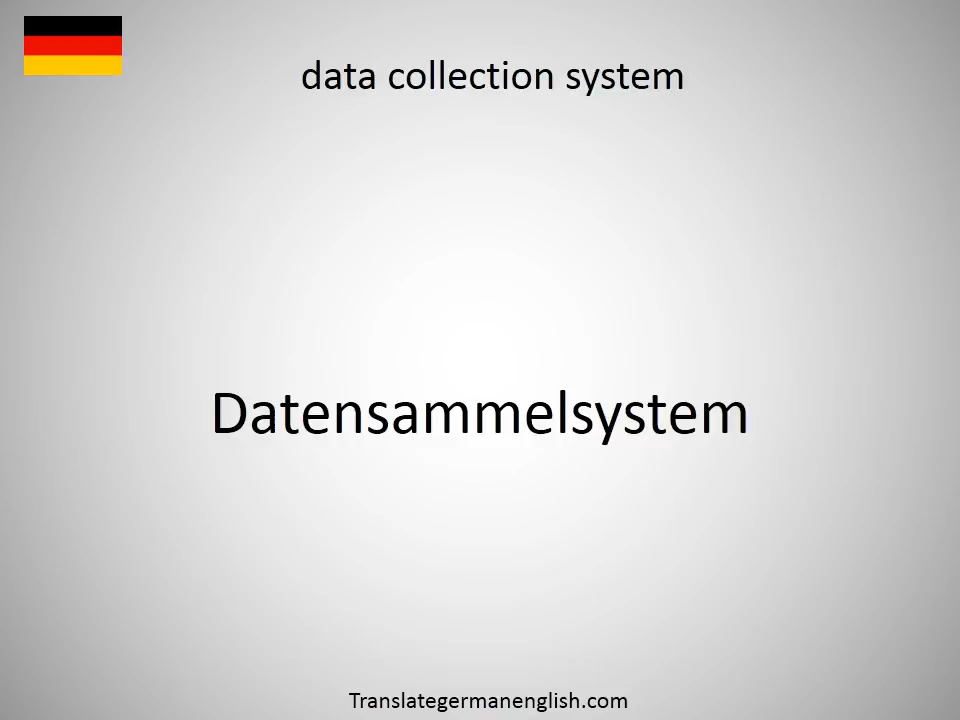 data collection system
Datensammelsystem
Translategermanenglish.com